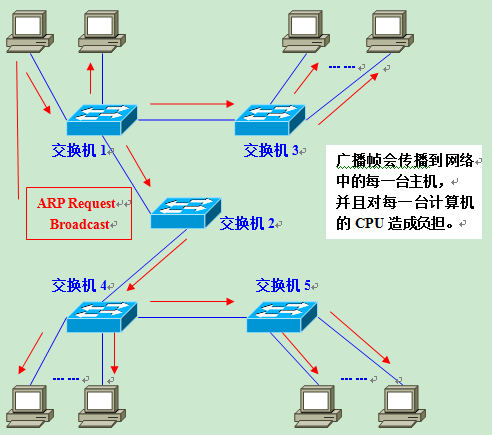 交换机 1
交换机 3
广播帧会传播到网络
中的每一台主机，
并且对每一台计算机
的 CPU 造成负担。
ARP Request
Broadcast
交换机 2
交换机 4
交换机 5